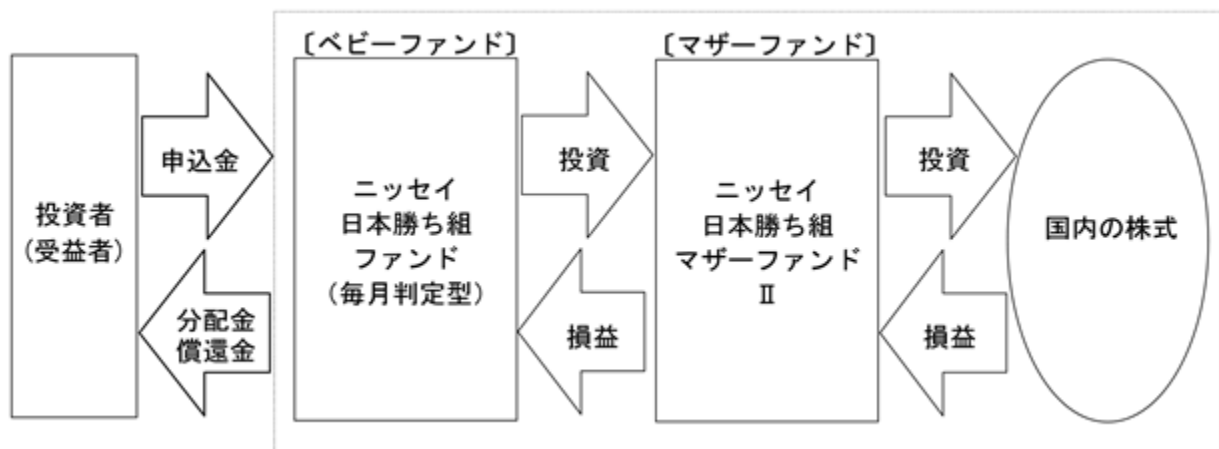 〔ベビーファンド〕
〔マザーファンド〕
投資者
（受益者）
申込金
分配金
償還金
ニッセイ
日本勝ち組
ファンド
（毎月判定型）
投資
損益
ニッセイ
日本勝ち組
マザーファンド
Ⅱ
投資
損益
国内の株式